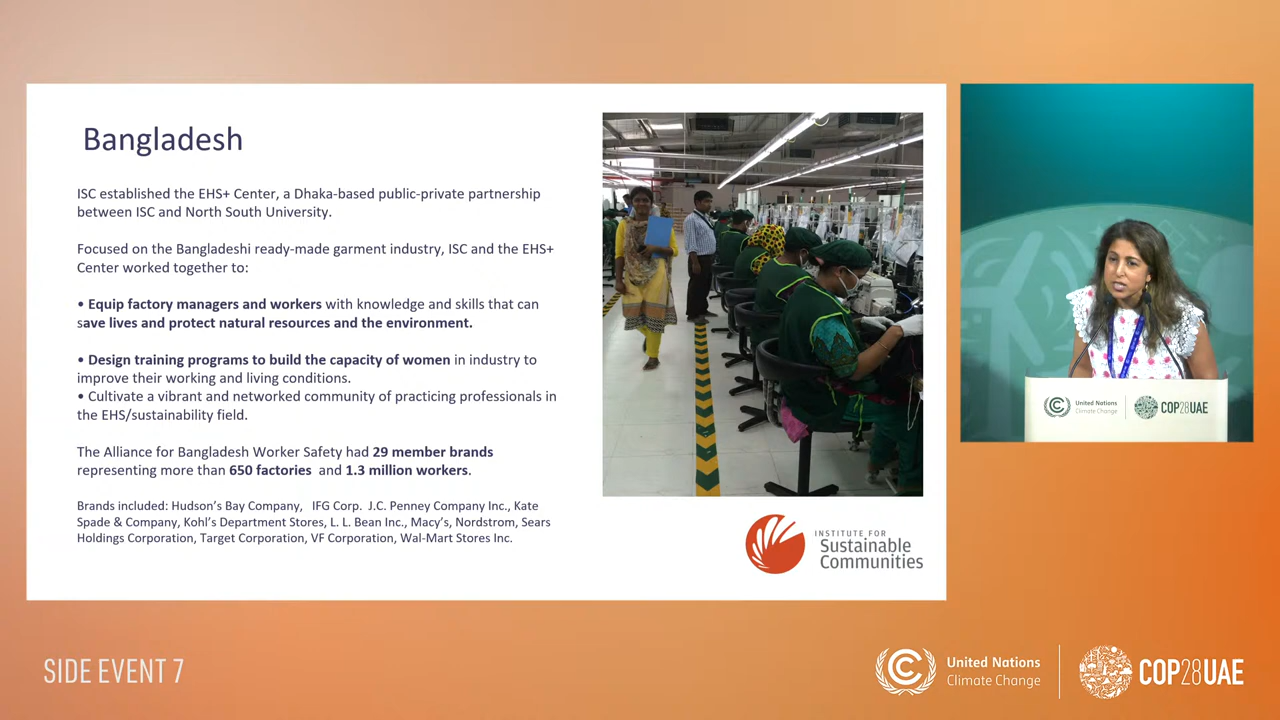 Bangladesh
ISC established the EHS+ Center, a Dhaka-based public-private partnership
between ISC and North South University.
Focused on the Bangladeshi ready-made garment industry, ISC and the EHS+
Center worked together to:
• Equip factory managers and workers with knowledge and skills that can
save lives and protect natural resources and the environment.
• Design training programs to build the capacity of women in industry to
improve their working and living conditions.
• Cultivate a vibrant and networked community of practicing professionals in
the EHS/sustainability field.
The Alliance for Bangladesh Worker Safety had 29 member brands
representing more than 650 factories and 1.3 million workers.
Brands included: Hudson’s Bay Company, IFG Corp. J.C. Penney Company Inc., Kate
Spade & Company, Kohl’s Department Stores, L. L. Bean Inc., Macy’s, Nordstrom, Sears
Holdings Corporation, Target Corporation, VF Corporation, Wal-Mart Stores Inc.
INSTITUTE FOR
Sustainable
Communities
United Nations
Climate Change
COP28UAE
SIDE EVENT 7
United Nations
Climate Change
COP28UAE